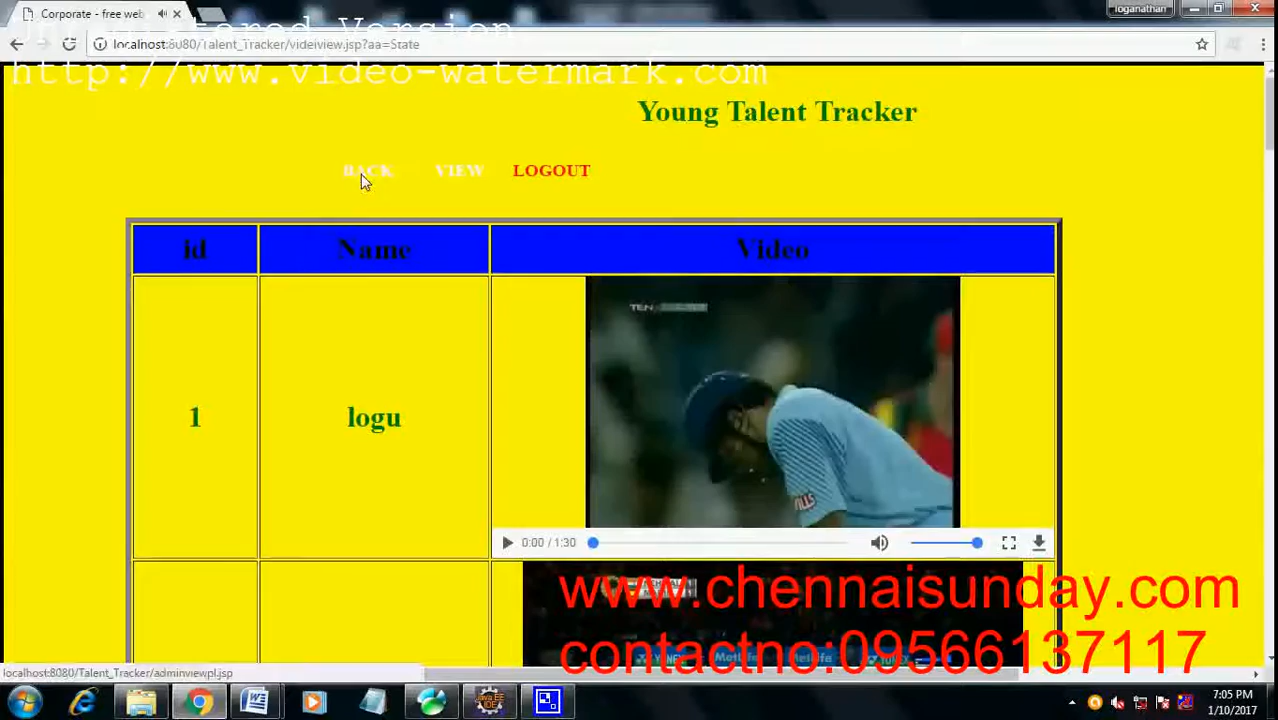 Corporate - free web
loganathan
localhost:8080/Talent_Tracker/videiview.jsp?aa=State
Version
http://www.video-watermark.com
Young Talent Tracker
BACK VIEW LOGOUT
id Name Video
TEN
1 logu
0:00 / 1:30
www.chennaisunday.com
contactno:09566137117
localhost:8080/Talent_Tracker/adminviewpl.jsp
7:05 PM
1/10/2017